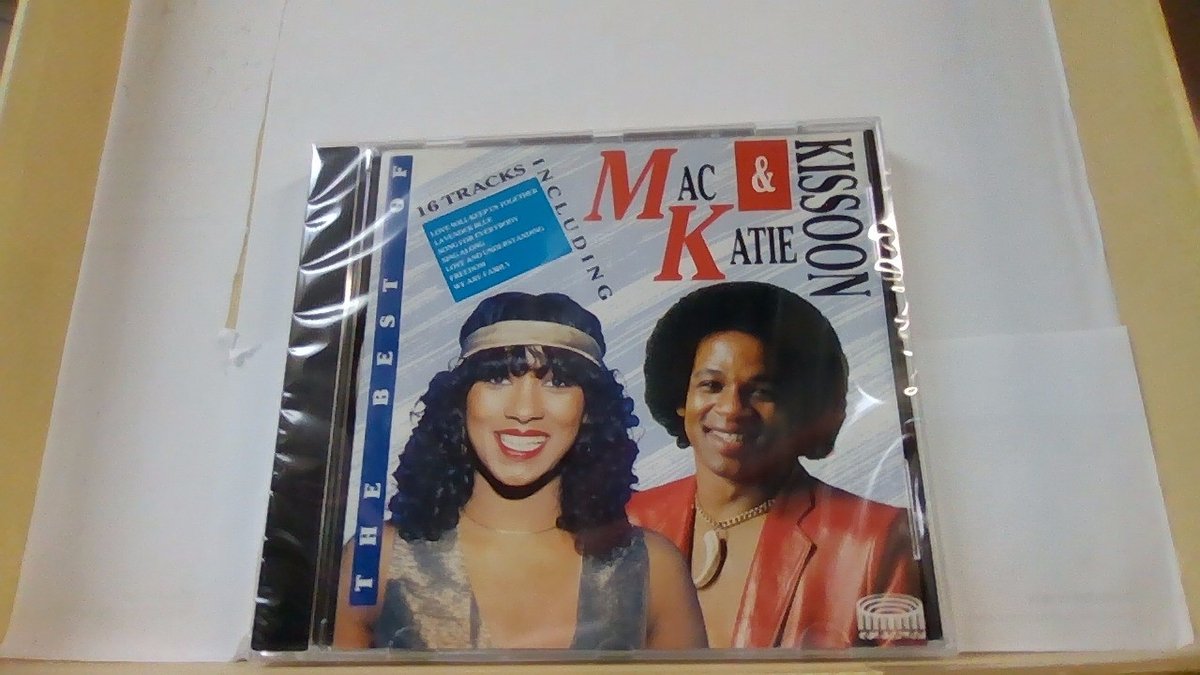 THE BEST OF
16 TRACKS
INCLUDING
LOVE WILL KEEP US TOGETHER
LAVENDER BLUE
SONG FOR EVERYBODY
SING ALONG
LOVE AND UNDERSTANDING
FREEDOM
WE ARE FAMILY
MAC &
KATIE
KISSOON